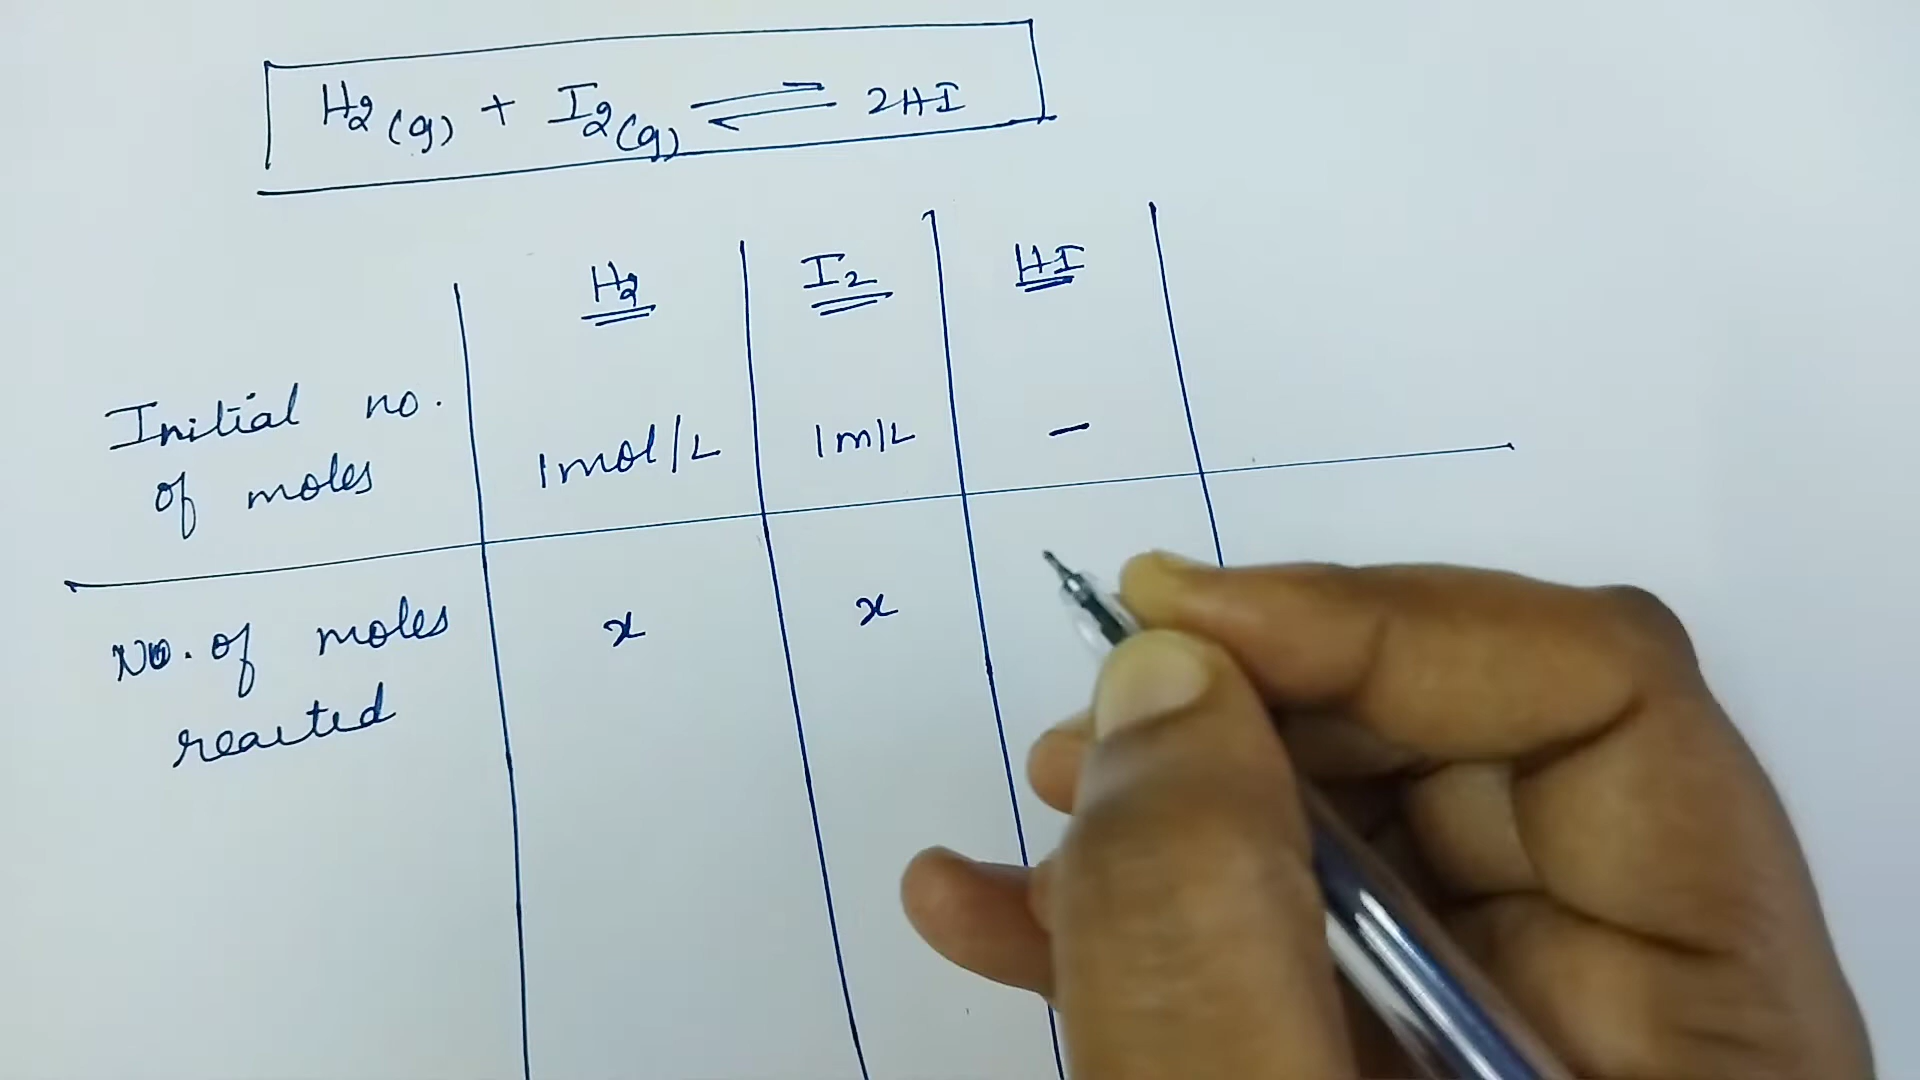 H2(g) + I2(g) ⇌ 2HI
H2 I2 HI
Initial no.
of moles 1mol/L 1m/L –
No. of moles x x
reacted